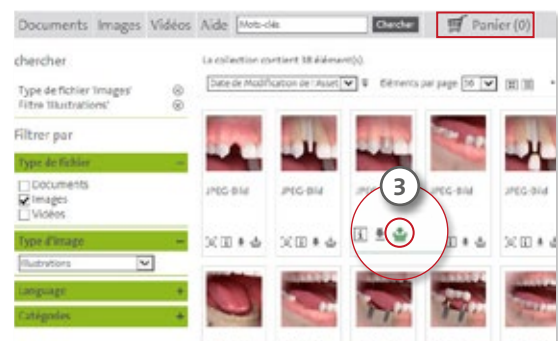 Documents Images Vidéos Aide Mots-clés Chercher Panier (0)
chercher
La collection contient 38 élément(s).
Type de fichier 'Images'
Filtre 'Illustrations'
Date de Modification de l'Asset Éléments par page
Filtrer par
Type de fichier
Documents
Images
Vidéos
Type d'image
Illustrations
Language
Catégories
JPEG-Bild JPEG-Bild JPEG-Bild JPEG-Bild
3